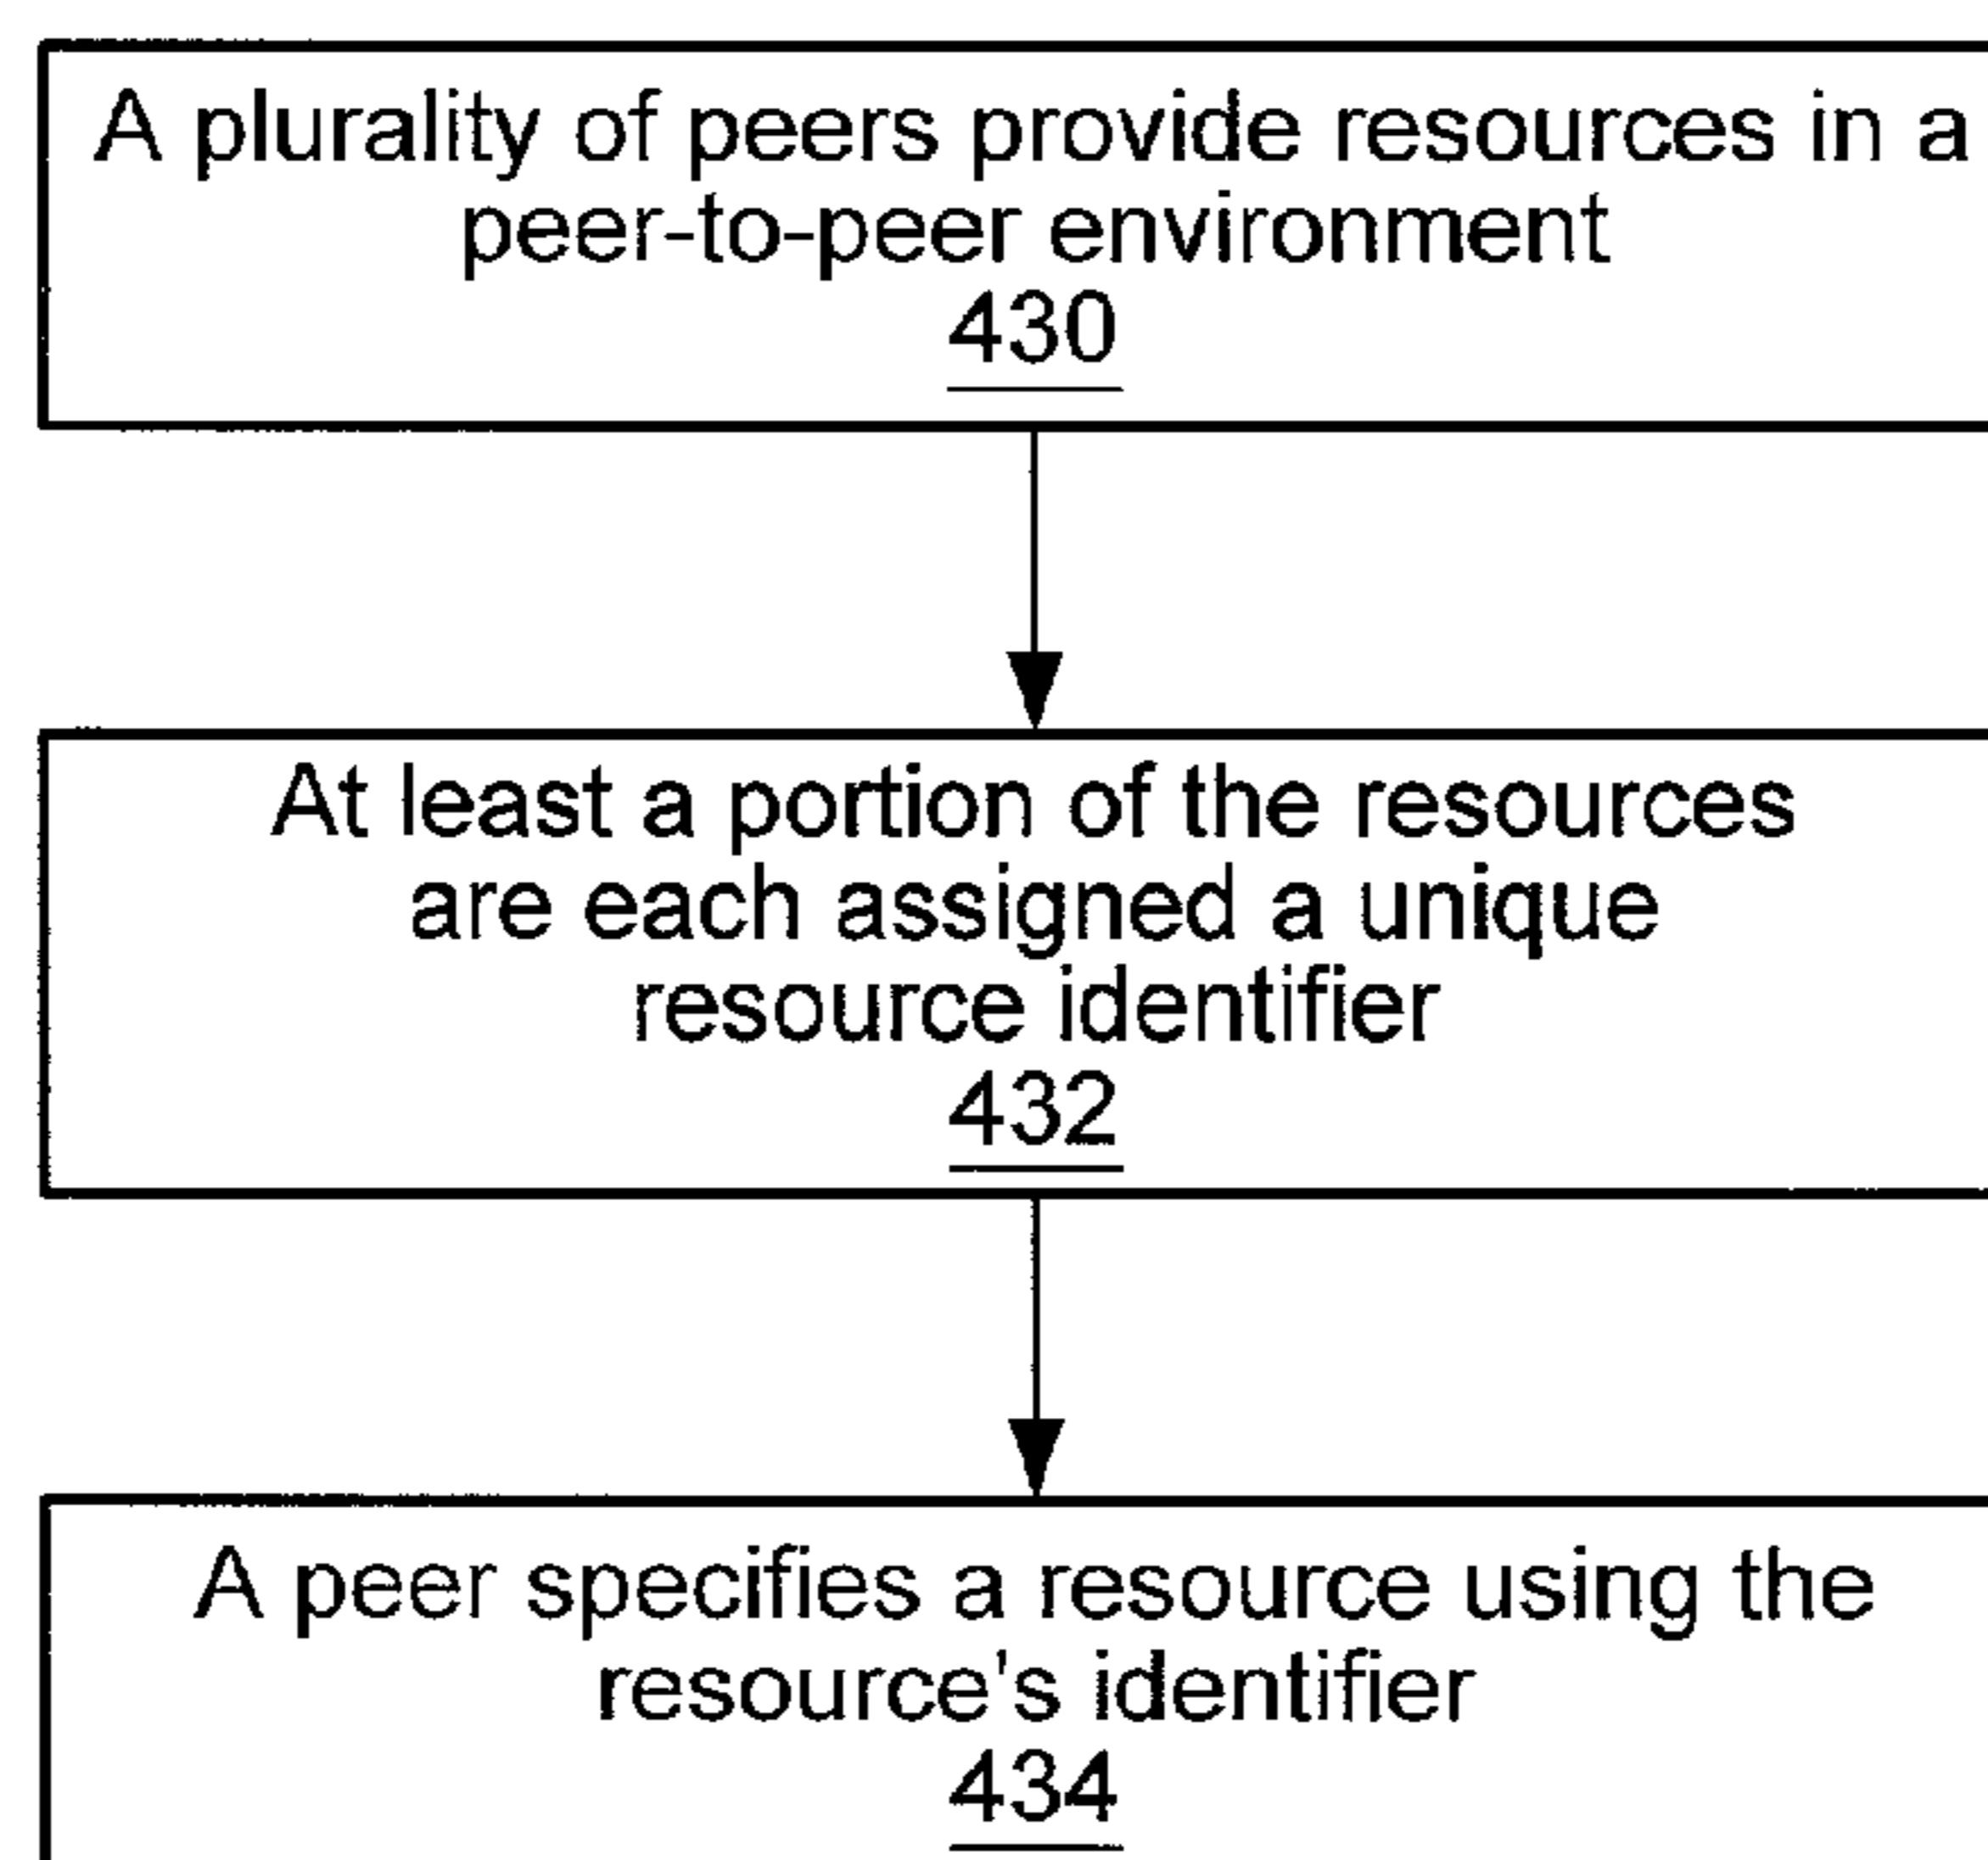 A plurality of peers provide resources in a
peer-to-peer environment
430
At least a portion of the resources
are each assigned a unique
resource identifier
432
A peer specifies a resource using the
resource's identifier
434